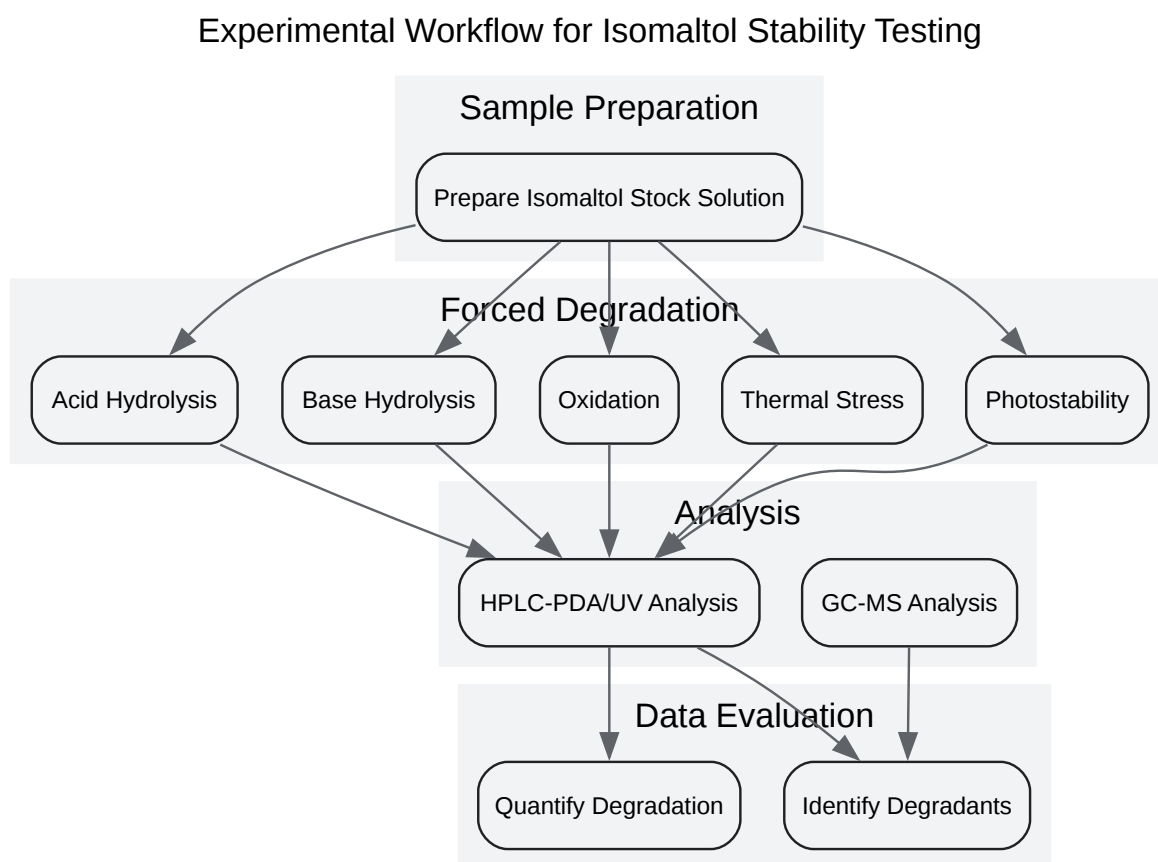 Experimental Workflow for Isomaltol Stability Testing
Sample Preparation
Prepare Isomaltol Stock Solution
Forced Degradation
Acid Hydrolysis
Base Hydrolysis
Oxidation
Thermal Stress
Photostability
Analysis
HPLC-PDA/UV Analysis
GC-MS Analysis
Data Evaluation
Quantify Degradation
Identify Degradants